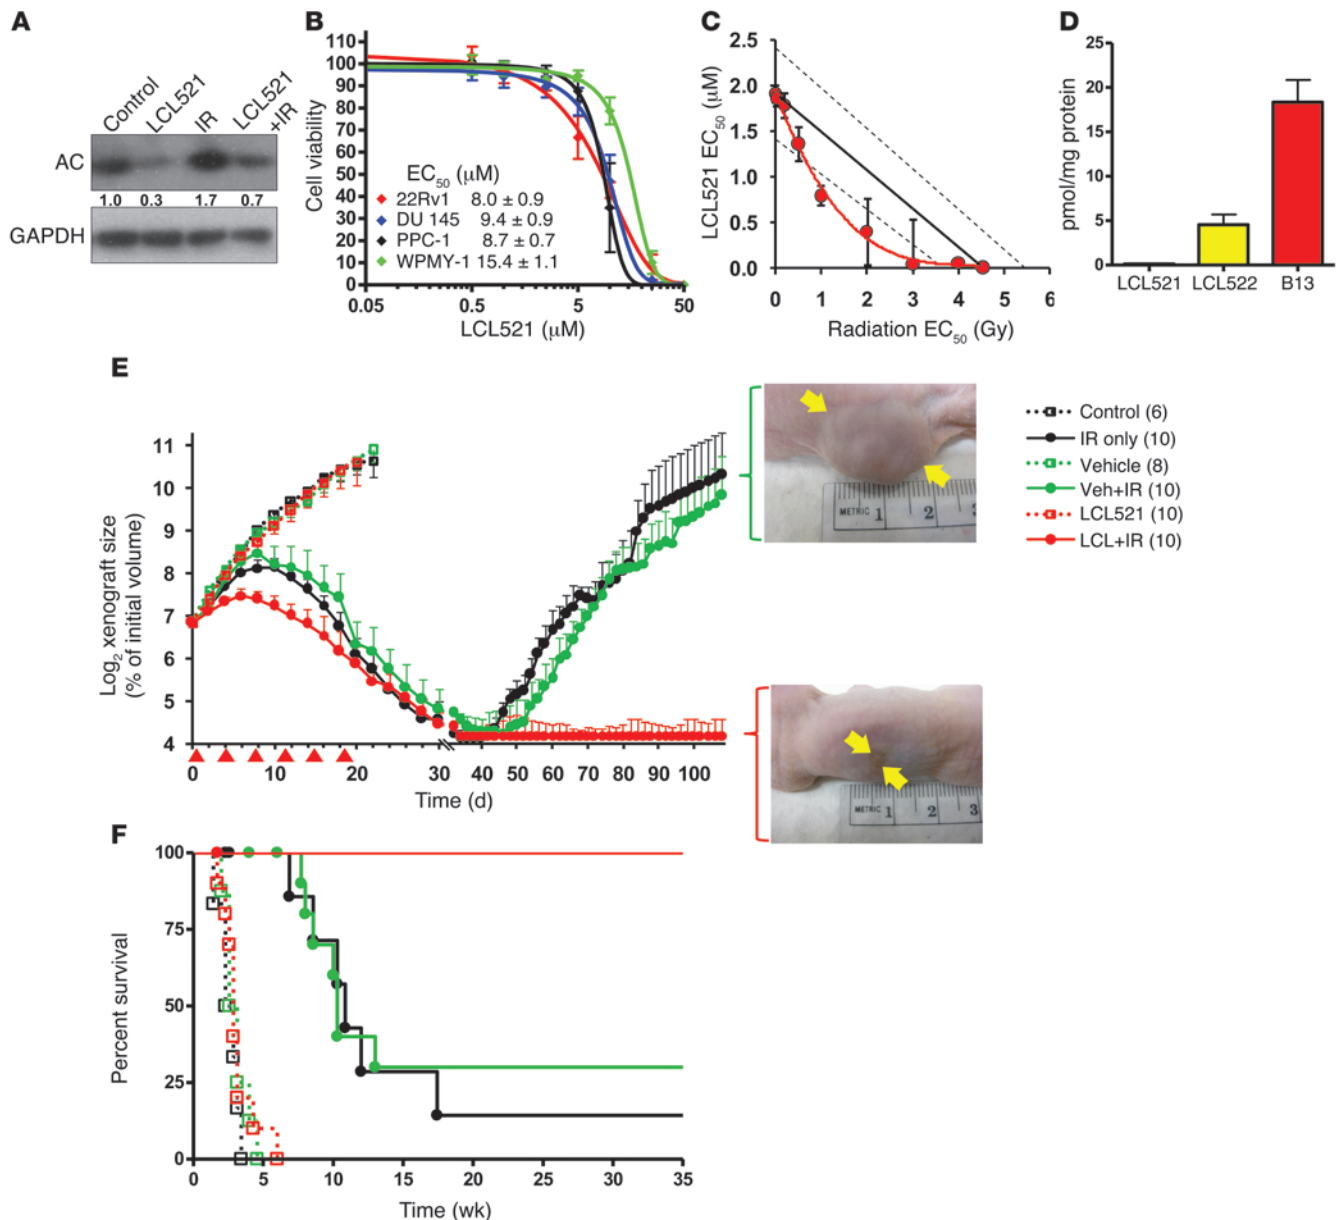 A
Control
LCL521
IR
LCL521
+IR
AC
1.0 0.3 1.7 0.7
GAPDH
B
Cell viability
110
100
90
80
70
60
50
40
30
20
10
0
EC50 (μM)
22Rv1 8.0 ± 0.9
DU 145 9.4 ± 0.9
PPC-1 8.7 ± 0.7
WPMY-1 15.4 ± 1.1
0.05 0.5 5 50
LCL521 (μM)
C
LCL521 EC50 (μM)
2.5
2.0
1.5
1.0
0.5
0.0
0 1 2 3 4 5 6
Radiation EC50 (Gy)
D
pmol/mg protein
25
20
15
10
5
0
LCL521 LCL522 B13
E
Log2 xenograft size
(% of initial volume)
11
10
9
8
7
6
5
4
0 10 20 30 40 50 60 70 80 90 100
Time (d)
METRIC 1 2 3
METRIC 1 2 3
Control (6)
IR only (10)
Vehicle (8)
Veh+IR (10)
LCL521 (10)
LCL+IR (10)
F
Percent survival
100
75
50
25
0
0 5 10 15 20 25 30 35
Time (wk)